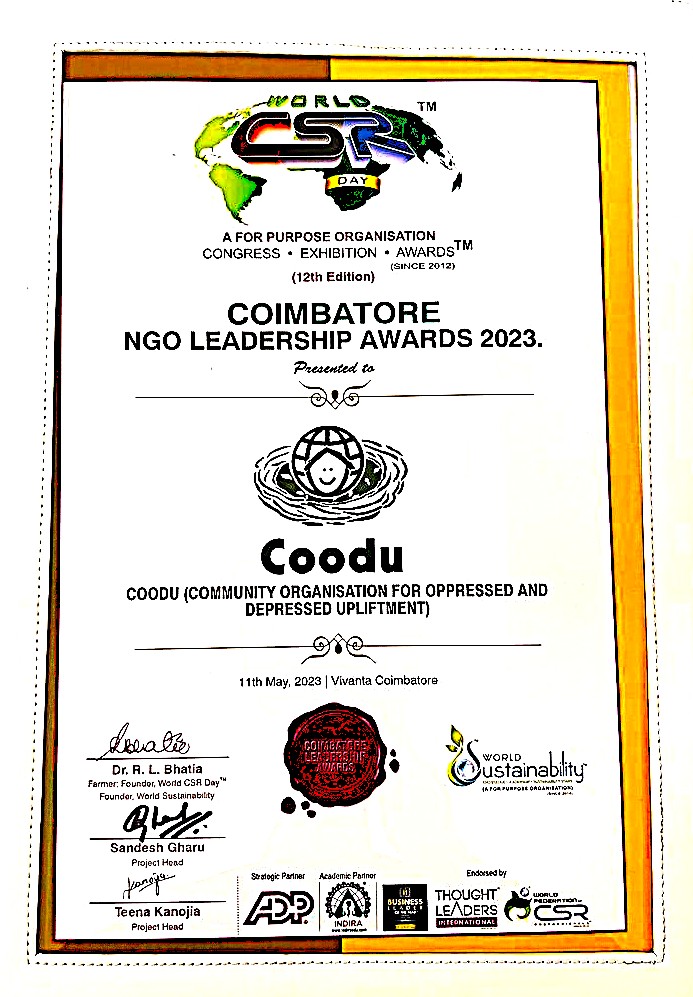 WORLD
CSR
TM
DAY
A FOR PURPOSE ORGANISATION
CONGRESS • EXHIBITION • AWARDS™
(SINCE 2012)
(12th Edition)
COIMBATORE
NGO LEADERSHIP AWARDS 2023.
Presented to
Coodu
COODU (COMMUNITY ORGANISATION FOR OPPRESSED AND
DEPRESSED UPLIFTMENT)
11th May, 2023 | Vivanta Coimbatore
COIMBATORE
LEADERSHIP
AWARDS
WORLD
Sustainability
(A FOR PURPOSE ORGANISATION)
Dr. R. L. Bhatia
Farmer: Founder, World CSR Day™
Founder, World Sustainability
Sandesh Gharu
Project Head
Kanojia
Teena Kanojia
Project Head
Strategic Partner
ADP
Academic Partner
INDIRA
Endorsed by
BUSINESS
LEADER
OF THE YEAR
THOUGHT
LEADERS
INTERNATIONAL
WORLD
FEDERATION OF
CSR